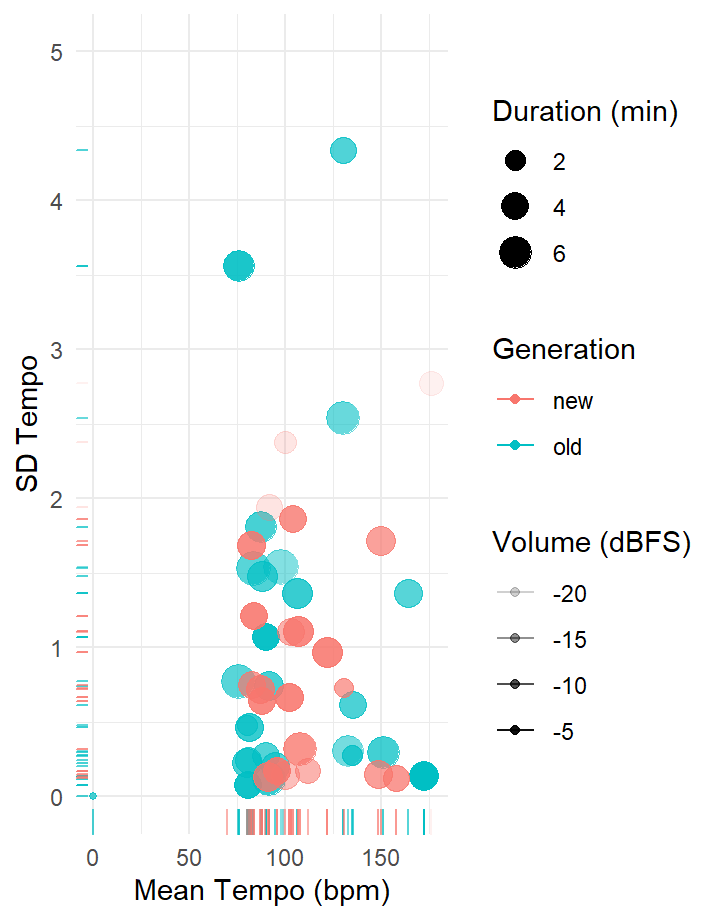 5
4
3
2
1
0
SD Tempo
0 50 100 150
Mean Tempo (bpm)
Duration (min)
2
4
6
Generation
new
old
Volume (dBFS)
-20
-15
-10
-5